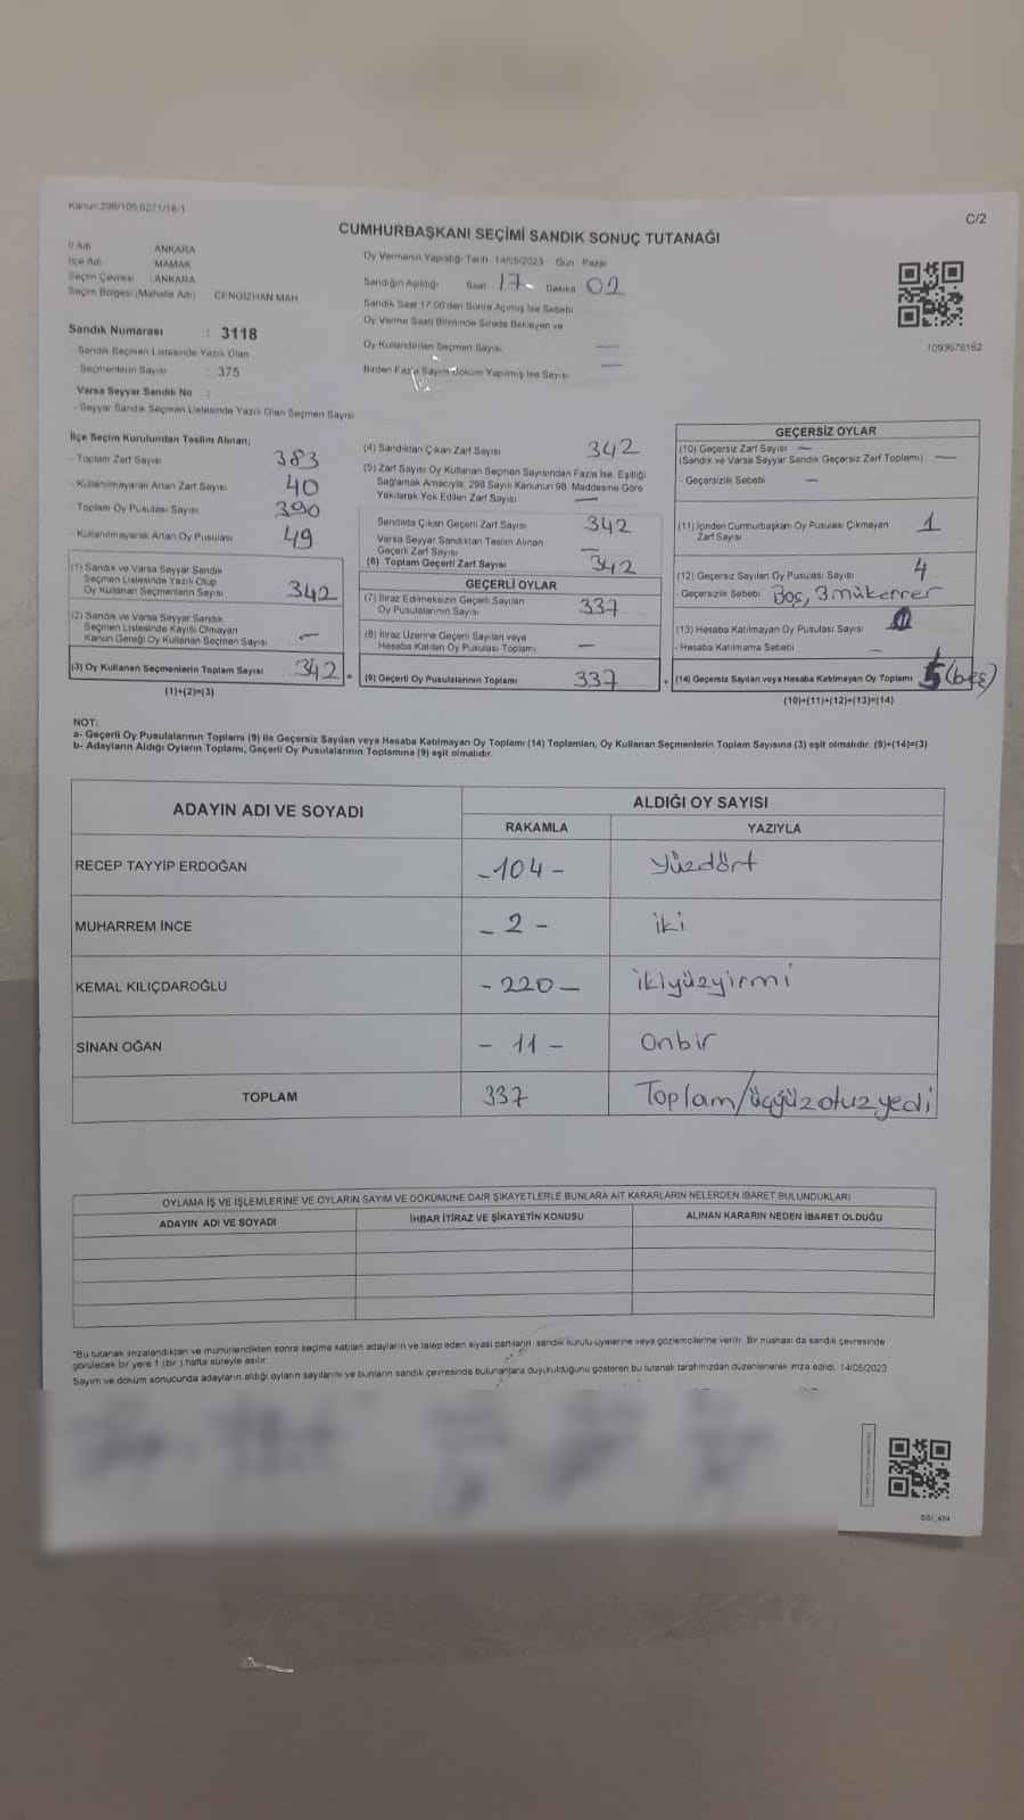 Kanun:298/105,6271/18/1
C/2
CUMHURBAŞKANI SEÇİMİ SANDIK SONUÇ TUTANAĞI
İl Adı ANKARA
İlçe Adı MAMAK
Seçim Çevresi ANKARA
Seçim Bölgesi (Mahalle Adı) CENGİZHAN MAH.
Sandık Numarası : 3118
Sandık Seçmen Listesinde Yazılı Olan
Seçmenlerin Sayısı : 375
Varsa Seyyar Sandık No :
- Seyyar Sandık Seçmen Listesinde Yazılı Olan Seçmen Sayısı
Oy Vermenin Yapıldığı Tarih 14/05/2023 Gün Pazar
Sandığın Açıldığı Saat 17 Dakika 02
Sandık Saat 17:00'den Sonra Açılmış İse Sebebi
Oy Verme Saati Bitiminde Sırada Bekleyen ve
Oy Kullandırılan Seçmen Sayısı —
Birden Fazla Sayım Döküm Yapılmış İse Sayısı —
1093678162
İlçe Seçim Kurulundan Teslim Alınan;
- Toplam Zarf Sayısı 383
- Kullanılmayarak Artan Zarf Sayısı 40
Toplam Oy Pusulası Sayısı 390
- Kullanılmayarak Artan Oy Pusulası 49
(1) Sandık ve Varsa Seyyar Sandık
Seçmen Listesinde Yazılı Olup
Oy Kullanan Seçmenlerin Sayısı 342
(2) Sandık ve Varsa Seyyar Sandık
Seçmen Listesinde Kayıtlı Olmayan
Kanun Gereği Oy Kullanan Seçmen Sayısı —
(3) Oy Kullanan Seçmenlerin Toplam Sayısı 342 =
(1)+(2)=(3)
(4) Sandıktan Çıkan Zarf Sayısı 342
(5) Zarf Sayısı Oy Kullanan Seçmen Sayısından Fazla İse, Eşitliği
Sağlamak Amacıyla, 298 Sayılı Kanunun 98. Maddesine Göre
Yakılarak Yok Edilen Zarf Sayısı —
Sandıkta Çıkan Geçerli Zarf Sayısı 342
Varsa Seyyar Sandıktan Teslim Alınan
Geçerli Zarf Sayısı —
(6) Toplam Geçerli Zarf Sayısı 342
GEÇERLİ OYLAR
(7) İtiraz Edilmeksizin Geçerli Sayılan
Oy Pusulalarının Sayısı 337
(8) İtiraz Üzerine Geçerli Sayılan veya
Hesaba Katılan Oy Pusulası Toplamı —
(9) Geçerli Oy Pusulalarının Toplamı 337 +
GEÇERSİZ OYLAR
(10) Geçersiz Zarf Sayısı —
(Sandık ve Varsa Seyyar Sandık Geçersiz Zarf Toplamı) —
- Geçersizlik Sebebi —
(11) İçinden Cumhurbaşkanı Oy Pusulası Çıkmayan
Zarf Sayısı 1
(12) Geçersiz Sayılan Oy Pusulası Sayısı 4
- Geçersizlik Sebebi Boş, 3 mükerrer
(13) Hesaba Katılmayan Oy Pusulası Sayısı
- Hesaba Katılmama Sebebi —
(14) Geçersiz Sayılan veya Hesaba Katılmayan Oy Toplamı 5 (beş)
(10)+(11)+(12)+(13)=(14)
NOT:
a- Geçerli Oy Pusulalarının Toplamı (9) ile Geçersiz Sayılan veya Hesaba Katılmayan Oy Toplamı (14) Toplamları, Oy Kullanan Seçmenlerin Toplam Sayısına (3) eşit olmalıdır. (9)+(14)=(3)
b- Adayların Aldığı Oyların Toplamı, Geçerli Oy Pusulalarının Toplamına (9) eşit olmalıdır.
ADAYIN ADI VE SOYADI ALDIĞI OY SAYISI
RAKAMLA YAZIYLA
RECEP TAYYİP ERDOĞAN -104- Yüzdört
MUHARREM İNCE -2- iki
KEMAL KILIÇDAROĞLU -220- ikiyüzyirmi
SİNAN OĞAN -11- Onbir
TOPLAM 337 Toplam/üçyüzotuzyedi
OYLAMA İŞ VE İŞLEMLERİNE VE OYLARIN SAYIM VE DÖKÜMÜNE DAİR ŞİKAYETLERLE BUNLARA AİT KARARLARIN NELERDEN İBARET BULUNDUKLARI
ADAYIN ADI VE SOYADI İHBAR İTİRAZ VE ŞİKAYETİN KONUSU ALINAN KARARIN NEDEN İBARET OLDUĞU
*Bu tutanak imzalandıktan ve mühürlendikten sonra seçime katılan adayların ve talep eden siyasi partilerin sandık kurulu üyelerine veya gözlemcilerine verilir. Bir nüshası da sandık çevresinde
görülecek bir yere 1 (bir) hafta süreyle asılır.
Sayım ve döküm sonucunda adayların aldığı oyların sayılarını ve bunların sandık çevresinde bulunanlara duyurulduğunu gösteren bu tutanak tarafımızdan düzenlenerek imza edildi. 14/05/2023